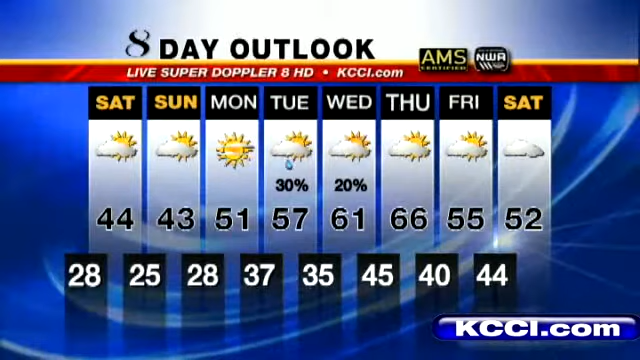 8 DAY OUTLOOK
AMS
CERTIFIED
NWA
LIVE SUPER DOPPLER 8 HD • KCCI.com
SAT SUN MON TUE WED THU FRI SAT
30% 20%
44 43 51 57 61 66 55 52
28 25 28 37 35 45 40 44
KCCI.com